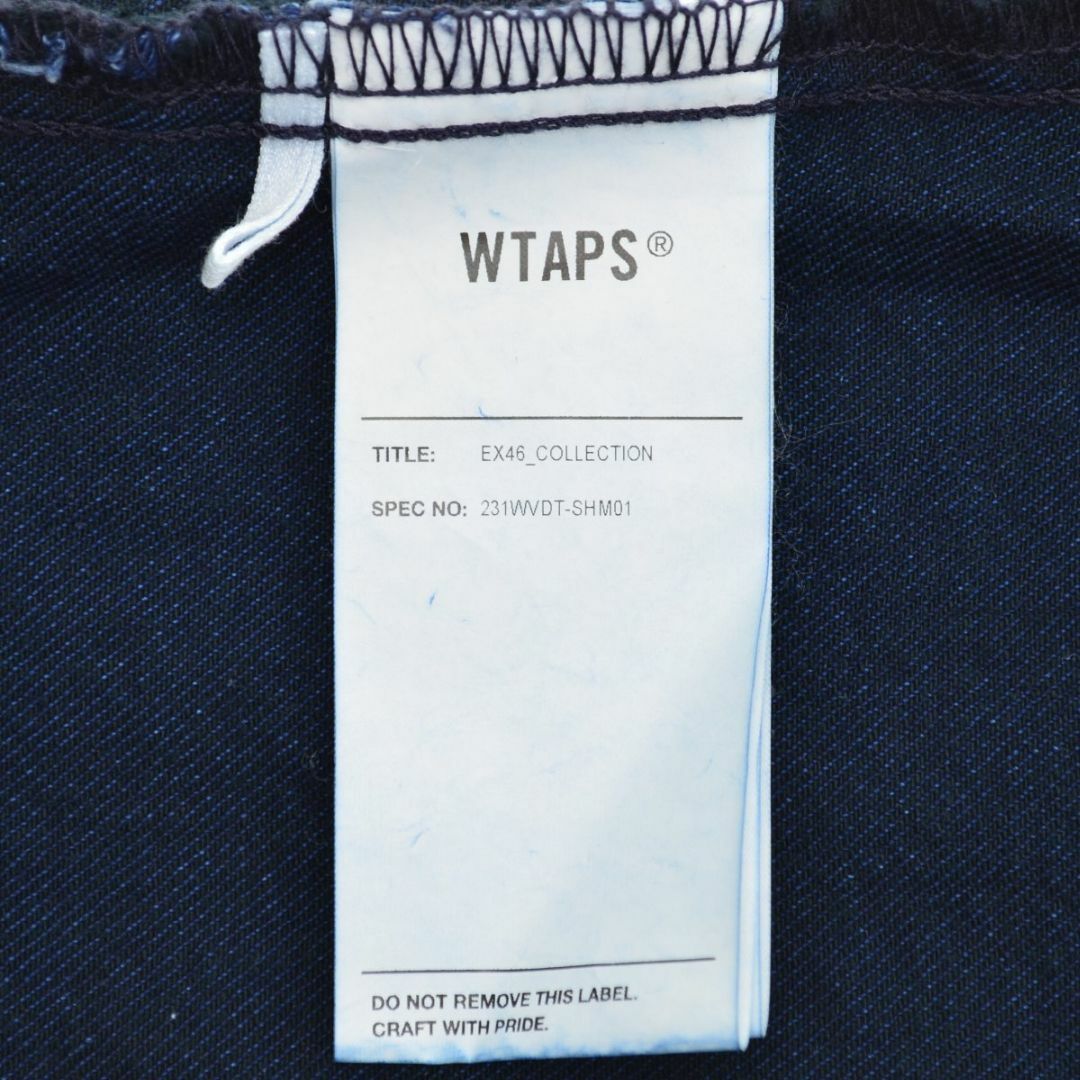 WTAPS®
TITLE: EX46_COLLECTION
SPEC NO: 231WVDT-SHM01
DO NOT REMOVE THIS LABEL.
CRAFT WITH PRIDE.